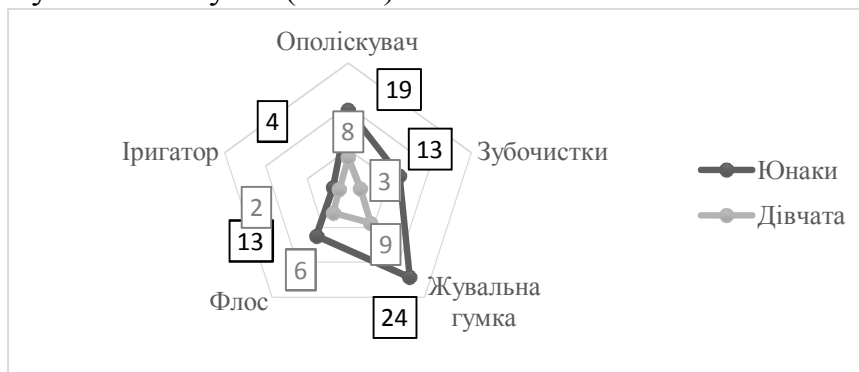 Ополіскувач
19
4
8
13
Іригатор
Зубочистки
3
Юнаки
2
Дівчата
13
9
6
Флос
Жувальна
гумка
24